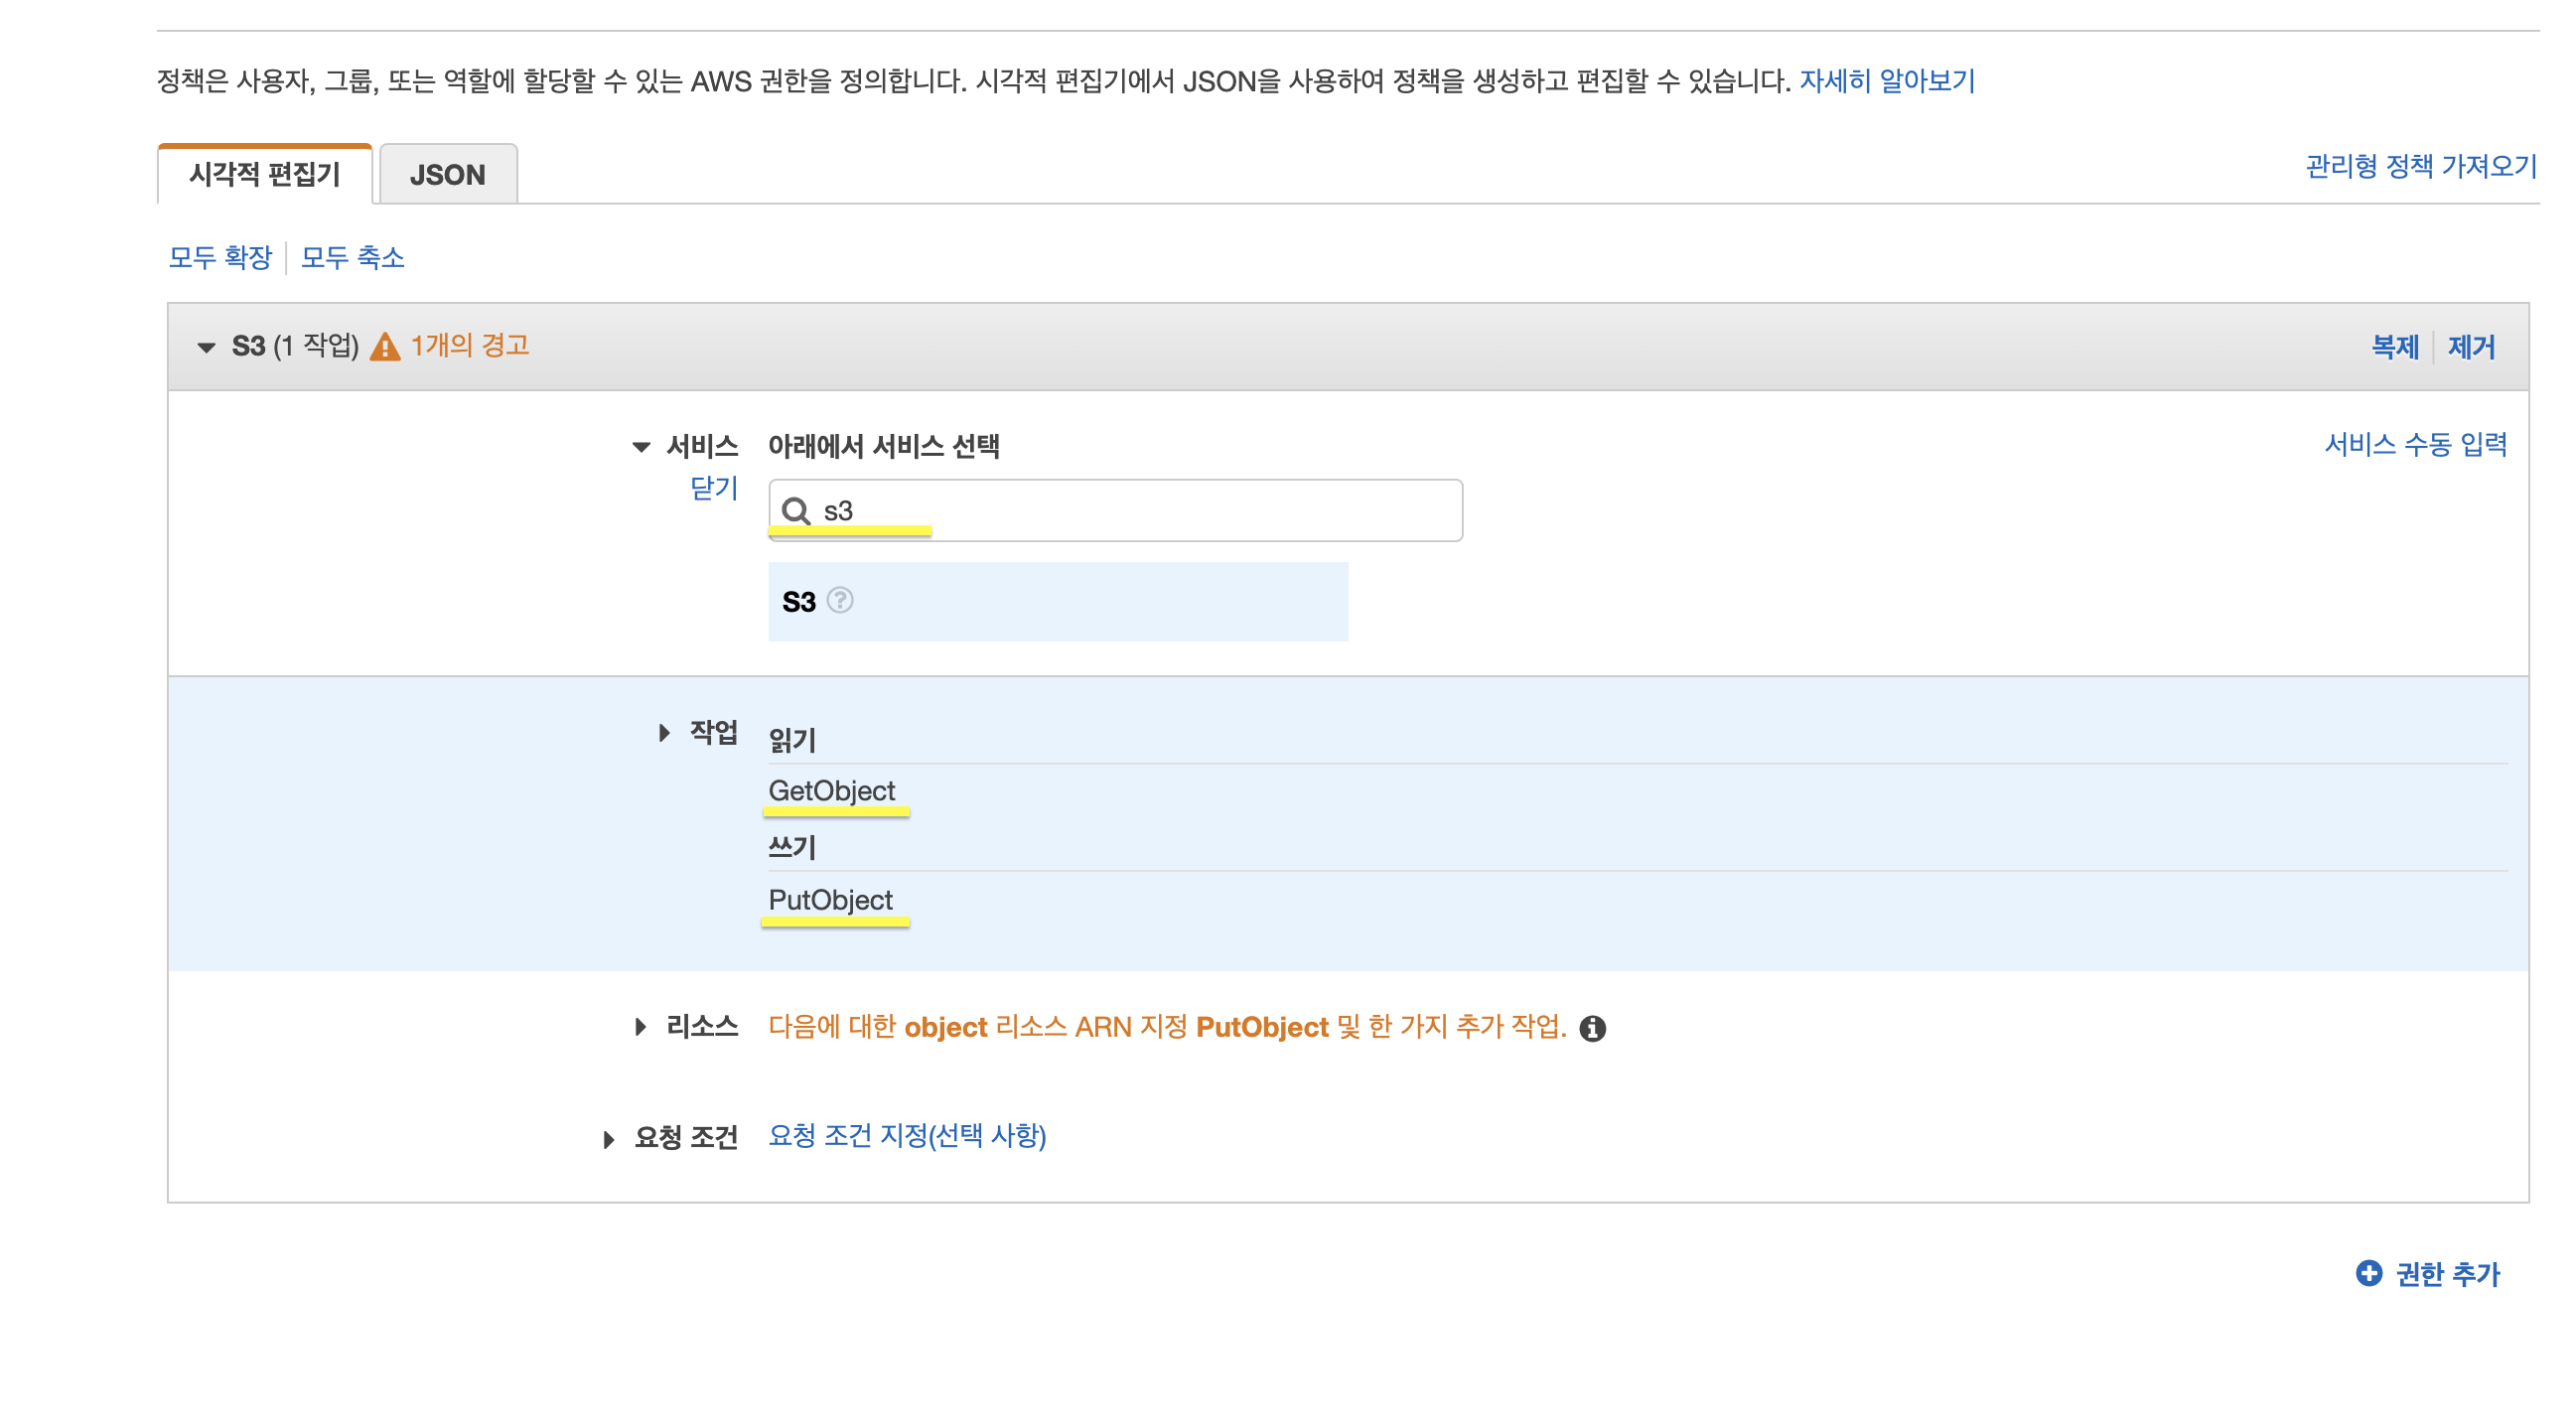 정책은 사용자, 그룹, 또는 역할에 할당할 수 있는 AWS 권한을 정의합니다. 시각적 편집기에서 JSON을 사용하여 정책을 생성하고 편집할 수 있습니다. 자세히 알아보기
시각적 편집기 JSON 관리형 정책 가져오기
모두 확장 모두 축소
S3 (1 작업) 1개의 경고 복제 제거
서비스 아래에서 서비스 선택 서비스 수동 입력
닫기
s3
S3
작업 읽기
GetObject
쓰기
PutObject
리소스 다음에 대한 object 리소스 ARN 지정 PutObject 및 한 가지 추가 작업.
요청 조건 요청 조건 지정(선택 사항)
권한 추가